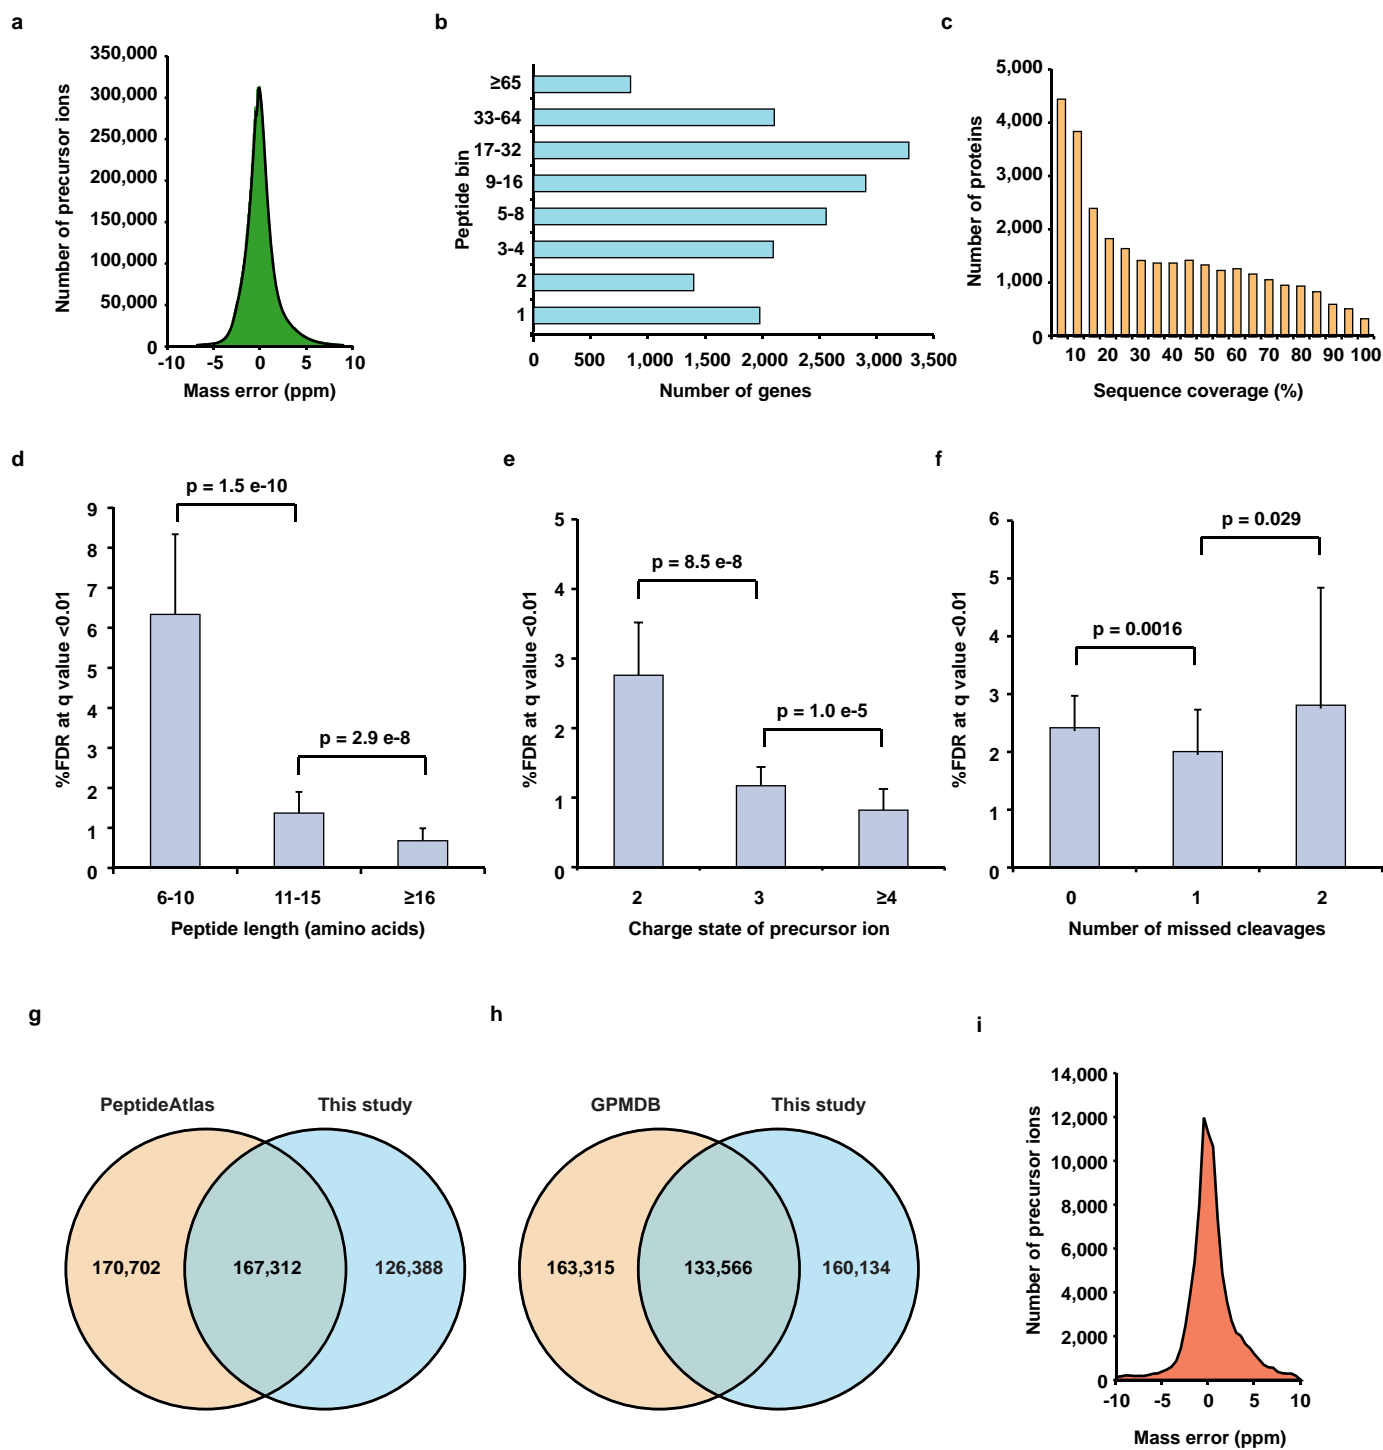 a
350,000
300,000
250,000
200,000
150,000
100,000
50,000
0
-10 -5 0 5 10
Number of precursor ions
Mass error (ppm)
b
≥65
33-64
17-32
9-16
5-8
3-4
2
1
Peptide bin
0 500 1,000 1,500 2,000 2,500 3,000 3,500
Number of genes
c
5,000
4,000
3,000
2,000
1,000
0
Number of proteins
10 20 30 40 50 60 70 80 90 100
Sequence coverage (%)
d
p = 1.5 e-10
9
8
7
6
5
4
3
2
1
0
%FDR at q value <0.01
p = 2.9 e-8
6-10 11-15 ≥16
Peptide length (amino acids)
e
5
4
3
2
1
0
%FDR at q value <0.01
p = 8.5 e-8
p = 1.0 e-5
2 3 ≥4
Charge state of precursor ion
f
6
5
4
3
2
1
0
%FDR at q value <0.01
p = 0.029
p = 0.0016
0 1 2
Number of missed cleavages
g
PeptideAtlas This study
170,702 167,312 126,388
h
GPMDB This study
163,315 133,566 160,134
i
14,000
12,000
10,000
8,000
6,000
4,000
2,000
0
Number of precursor ions
-10 -5 0 5 10
Mass error (ppm)